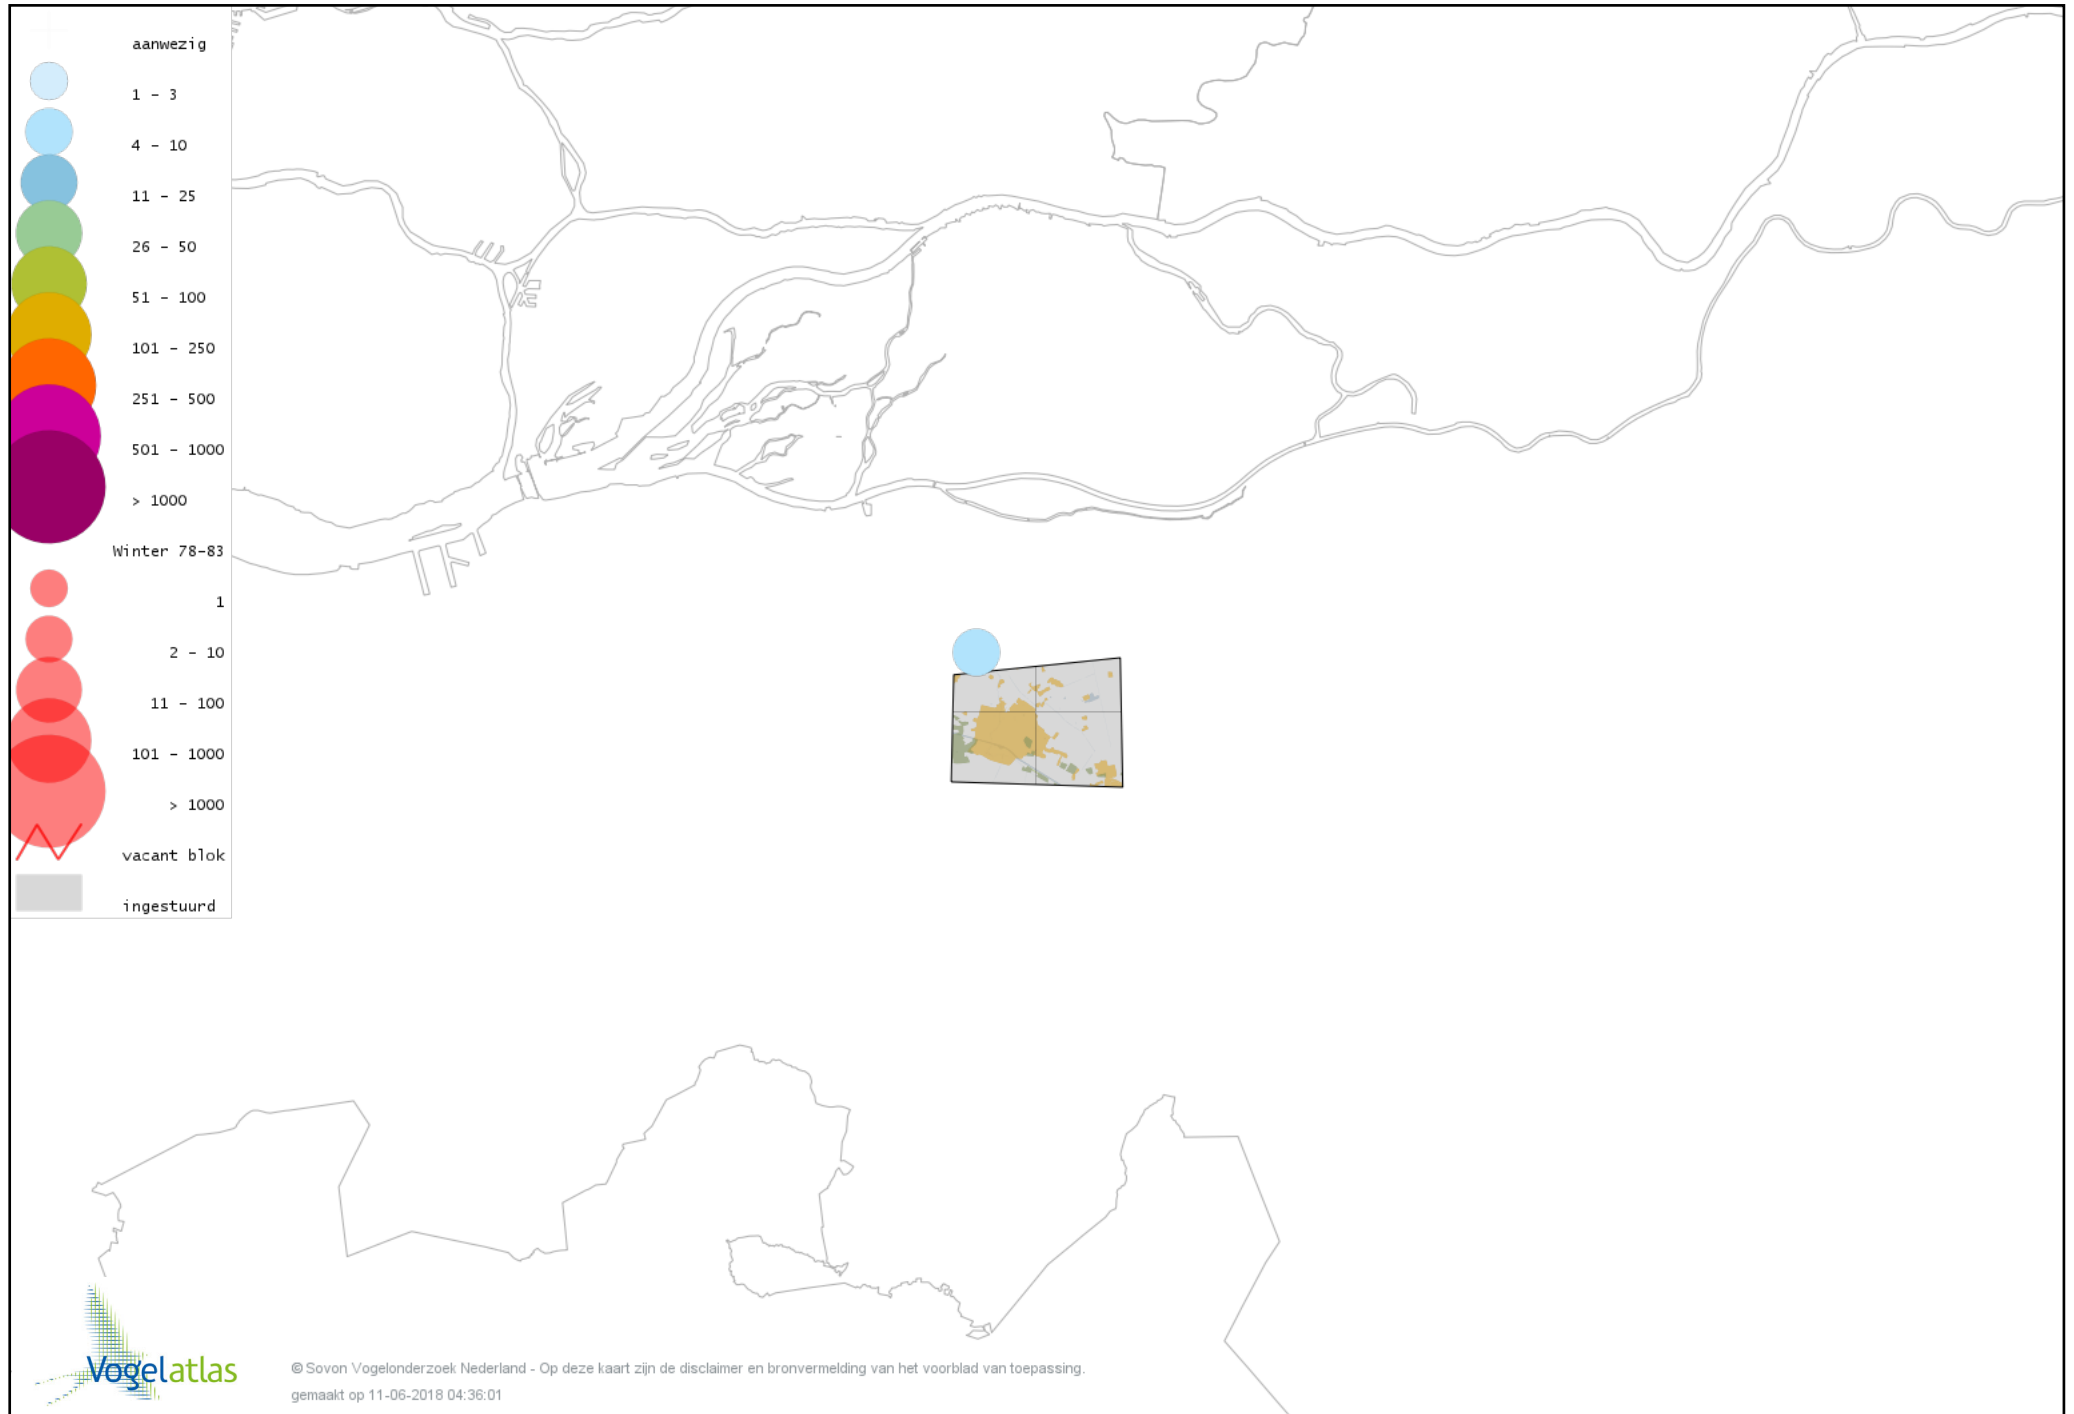 aanwezig
1 - 3
4 - 10
11 - 25
26 - 50
51 - 100
101 - 250
251 - 500
501 - 1000
> 1000
Winter 78-83
1
2 - 10
11 - 100
101 - 1000
> 1000
vacant blok
ingestuurd
Vogelatlas
© Sovon Vogelonderzoek Nederland - Op deze kaart zijn de disclaimer en bronvermelding van het voorblad van toepassing.
gemaakt op 11-06-2018 04:36:01